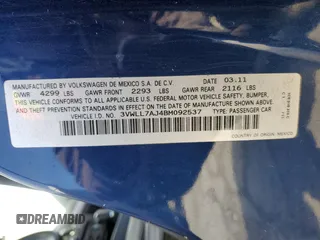 MANUFACTURED BY VOLKSWAGEN DE MEXICO S.A. DE C.V. 03.11
GVWR 4299 LBS GAWR FRONT 2293 LBS GAWR REAR 2116 LBS
THIS VEHICLE CONFORMS TO ALL APPLICABLE U.S. FEDERAL MOTOR VEHICLE SAFETY, BUMPER,
AND THEFT PREVENTION STANDARDS IN EFFECT ON THE DATE OF MANUFACTURE SHOWN ABOVE.
VEHICLE I.D. NO.: 3VWLL7AJ4BM092537 TYPE: PASSENGER CAR
COUNTRY OF ORIGIN: MEXICO
DREAMBID.COM